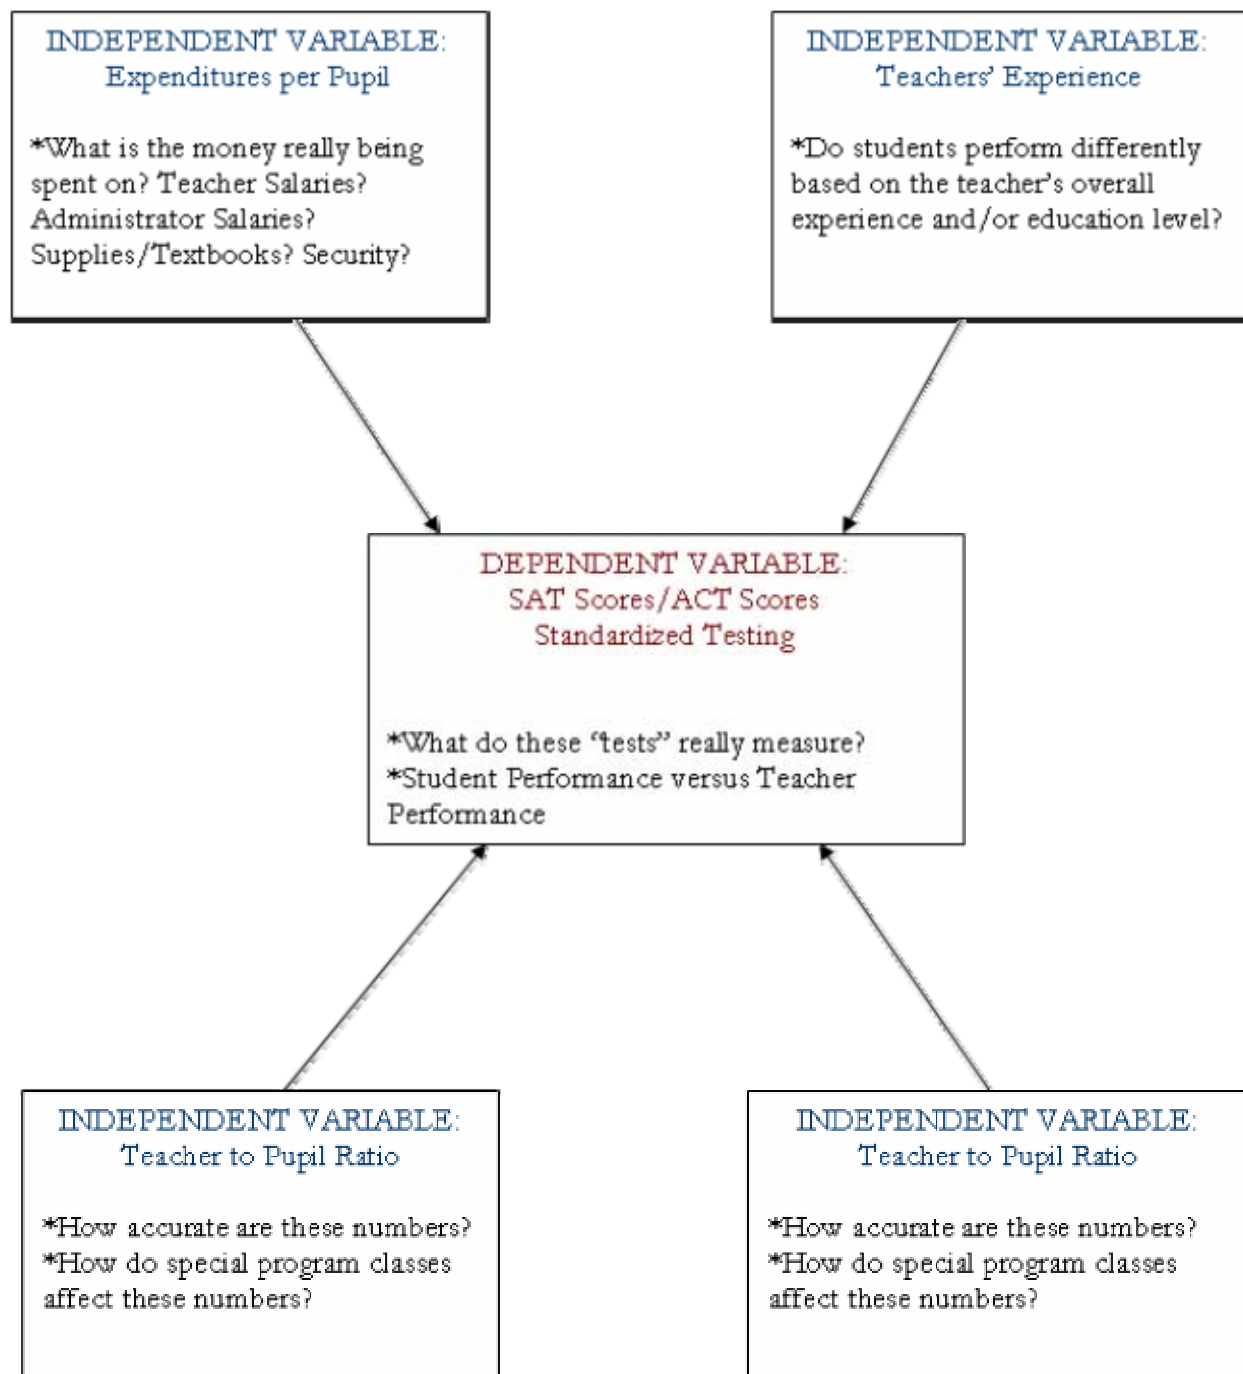 INDEPENDENT VARIABLE:
Expenditures per Pupil
*What is the money really being
spent on? Teacher Salaries?
Administrator Salaries?
Supplies/Textbooks? Security?
INDEPENDENT VARIABLE:
Teachers’ Experience
*Do students perform differently
based on the teacher’s overall
experience and/or education level?
DEPENDENT VARIABLE:
SAT Scores/ACT Scores
Standardized Testing
*What do these “tests” really measure?
*Student Performance versus Teacher
Performance
INDEPENDENT VARIABLE:
Teacher to Pupil Ratio
*How accurate are these numbers?
*How do special program classes
affect these numbers?
INDEPENDENT VARIABLE:
Teacher to Pupil Ratio
*How accurate are these numbers?
*How do special program classes
affect these numbers?